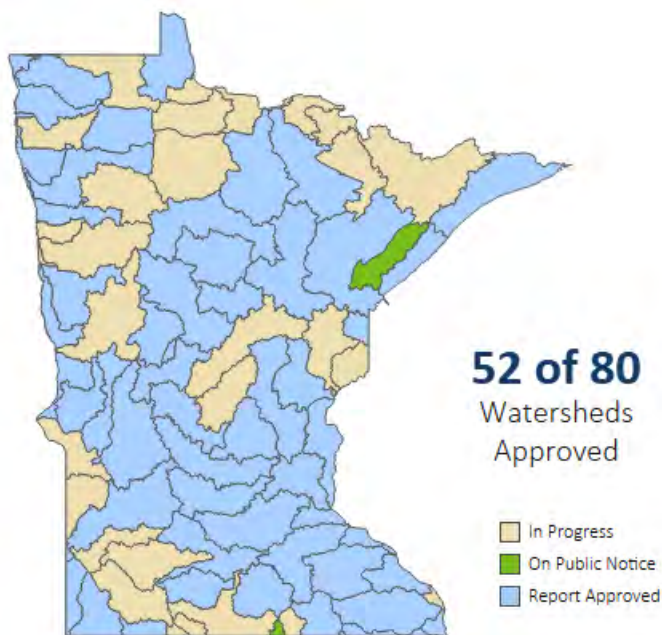 52 of 80
Watersheds
Approved
In Progress
On Public Notice
Report Approved